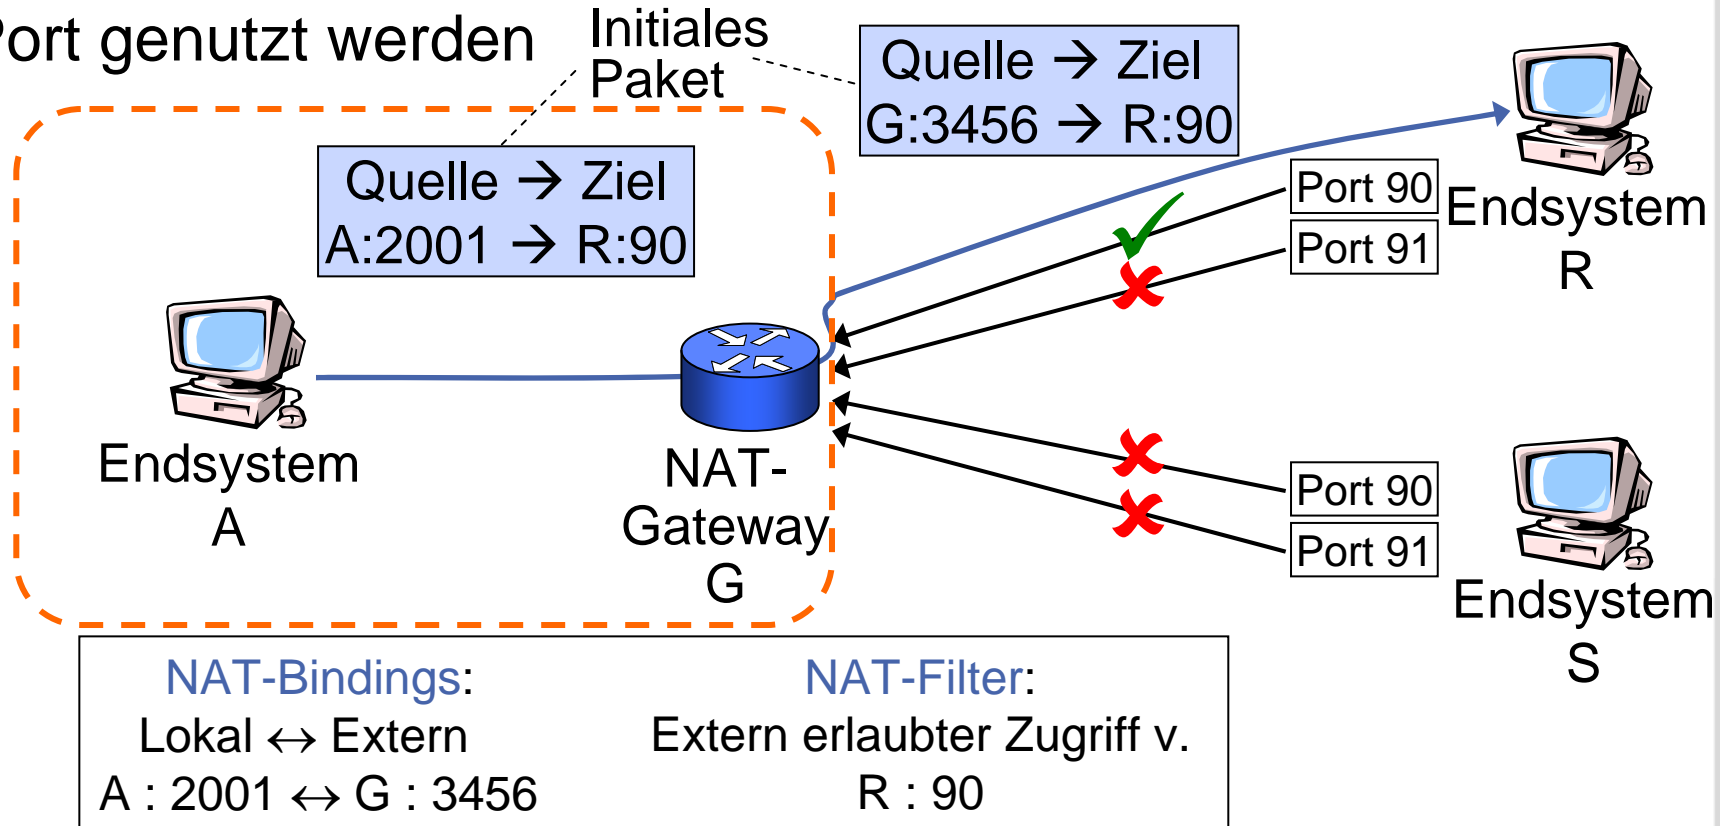 Port genutzt werden
Initiales
Paket
Quelle → Ziel
G:3456 → R:90
Quelle → Ziel
A:2001 → R:90
Port 90
Port 91
Endsystem
R
Endsystem
A
NAT-
Gateway
G
Port 90
Port 91
Endsystem
S
NAT-Bindings:
Lokal ↔ Extern
A : 2001 ↔ G : 3456
NAT-Filter:
Extern erlaubter Zugriff v.
R : 90